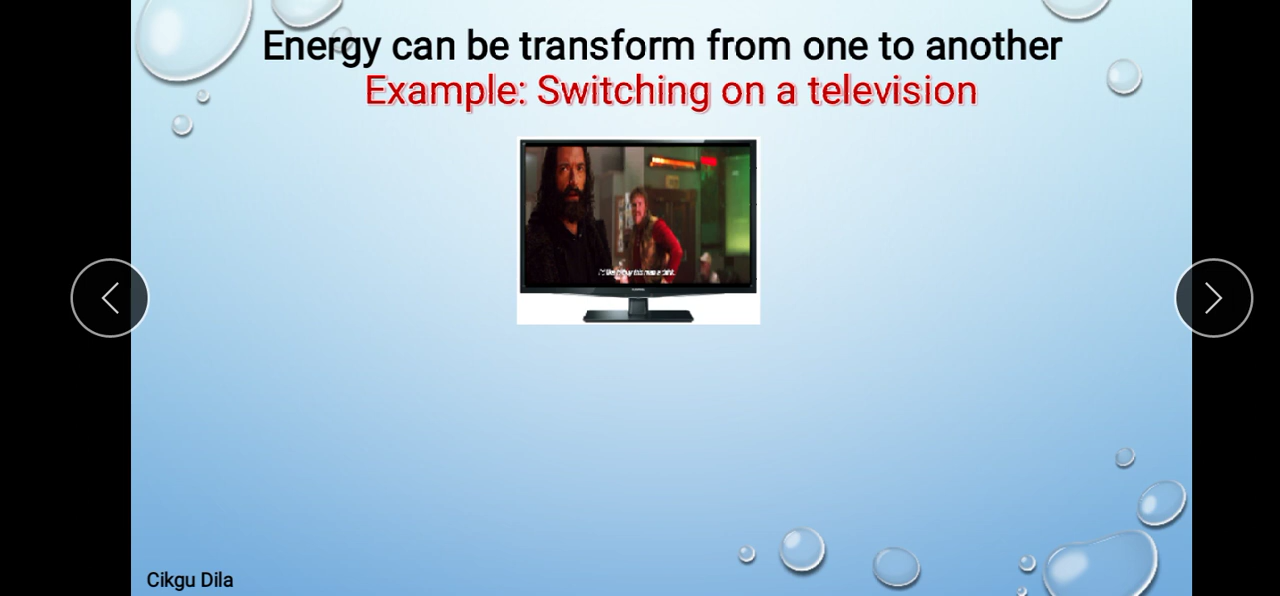 Energy can be transform from one to another
Example: Switching on a television
Cikgu Dila